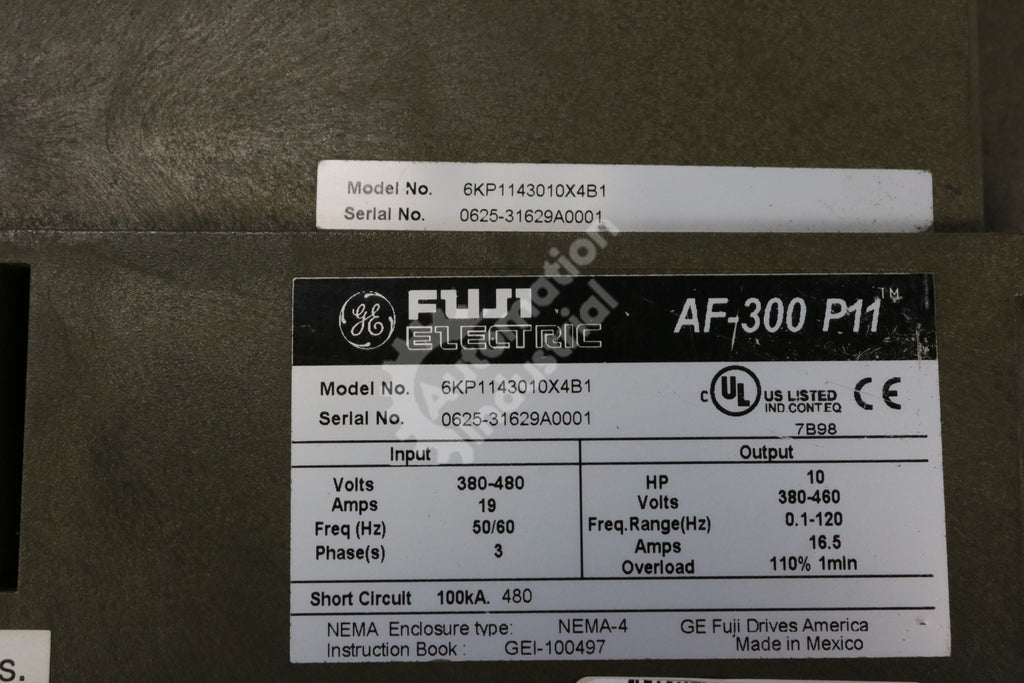 Model No. 6KP1143010X4B1
Serial No. 0625-31629A0001
GE FUJI ELECTRIC AF-300 P11™
Model No. 6KP1143010X4B1
Serial No. 0625-31629A0001
C UL US LISTED CE
IND.CONT.EQ
7B98
Input Output
Volts 380-480
Amps 19
Freq (Hz) 50/60
Phase(s) 3
HP 10
Volts 380-460
Freq.Range(Hz) 0.1-120
Amps 16.5
Overload 110% 1min
Short Circuit 100kA. 480
NEMA Enclosure type: NEMA-4 GE Fuji Drives America
Instruction Book : GEI-100497 Made in Mexico
Automation
Industrial
S.